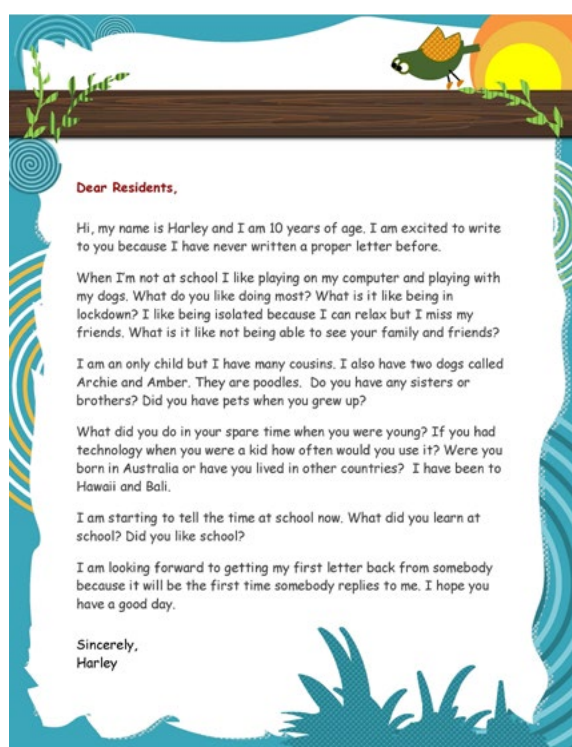 Dear Residents,
Hi, my name is Harley and I am 10 years of age. I am excited to write
to you because I have never written a proper letter before.
When I'm not at school I like playing on my computer and playing with
my dogs. What do you like doing most? What is it like being in
lockdown? I like being isolated because I can relax but I miss my
friends. What is it like not being able to see your family and friends?
I am an only child but I have many cousins. I also have two dogs called
Archie and Amber. They are poodles.  Do you have any sisters or
brothers? Did you have pets when you grew up?
What did you do in your spare time when you were young? If you had
technology when you were a kid how often would you use it? Were you
born in Australia or have you lived in other countries?  I have been to
Hawaii and Bali.
I am starting to tell the time at school now. What did you learn at
school? Did you like school?
I am looking forward to getting my first letter back from somebody
because it will be the first time somebody replies to me. I hope you
have a good day.
Sincerely,
Harley